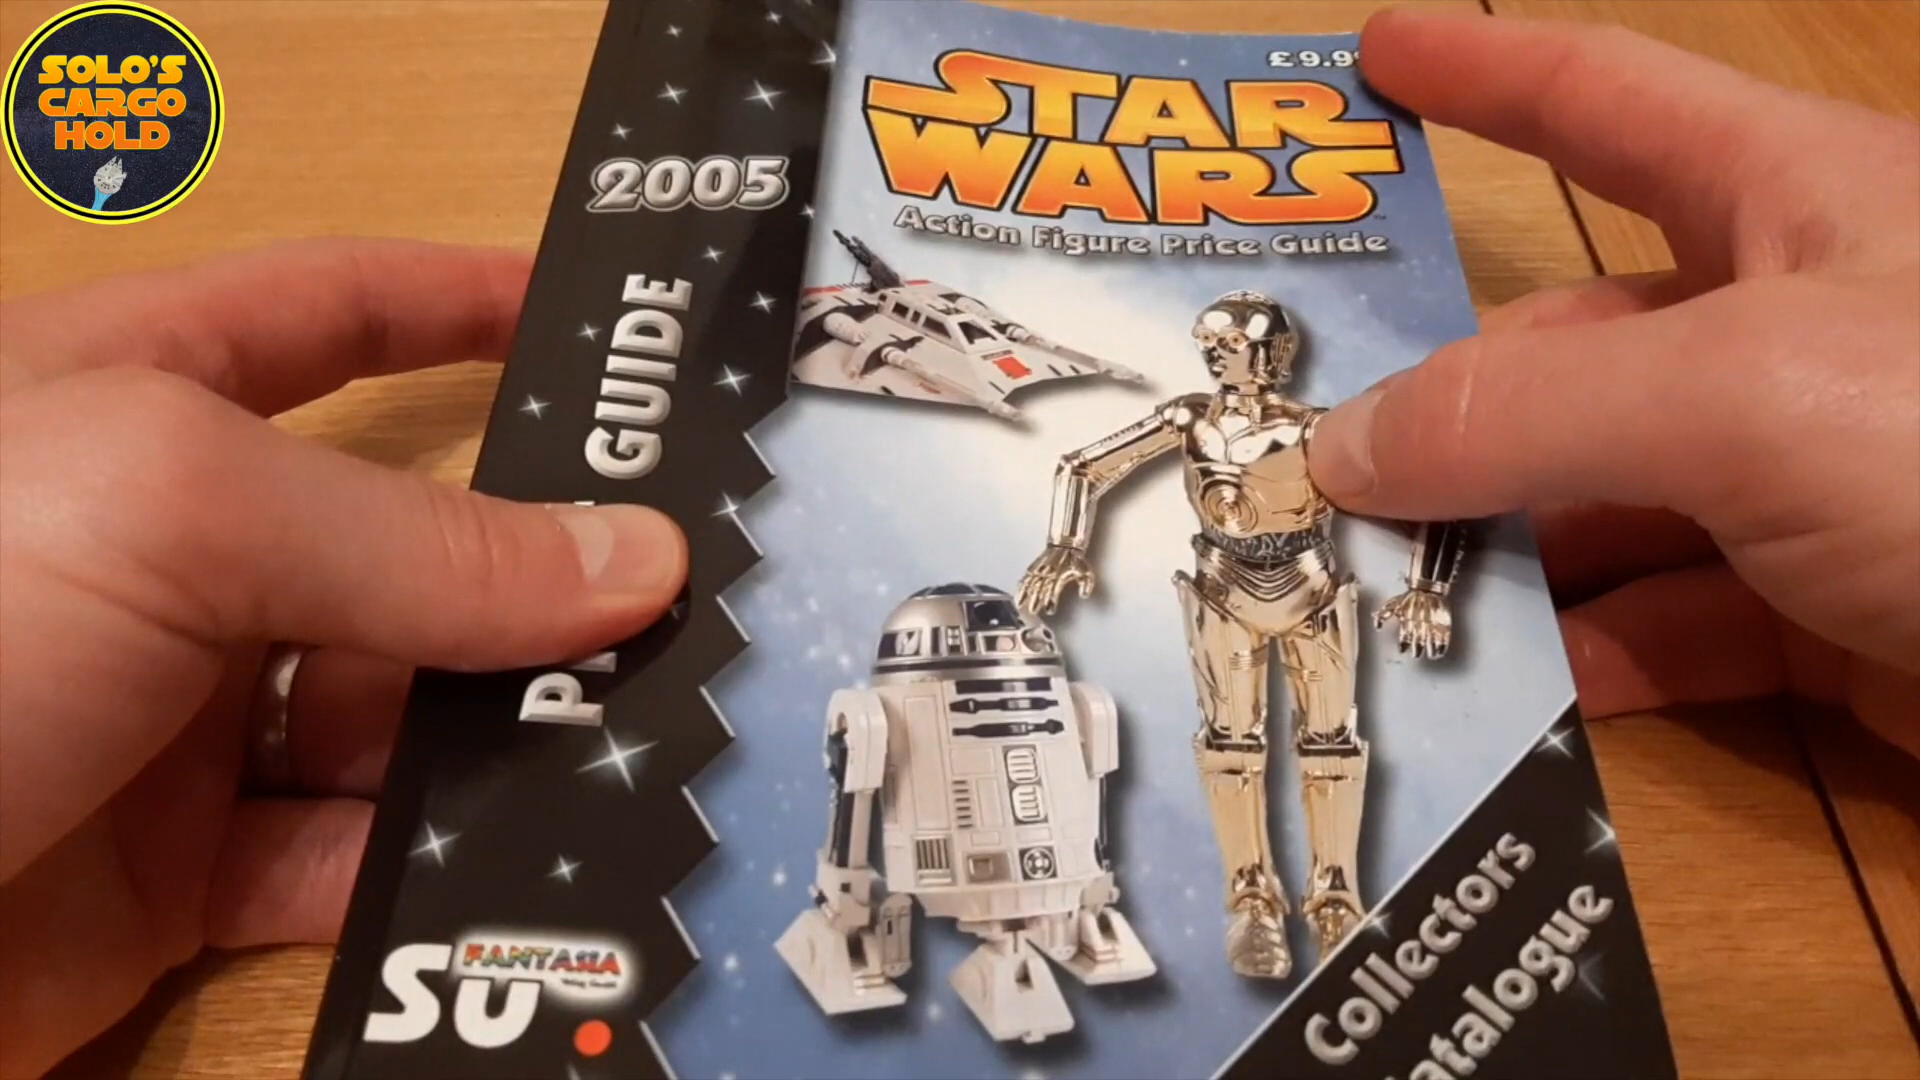 SOLO'S
CARGO
HOLD
2005
GUIDE
STAR
WARS
Action Figure Price Guide
SU
FANTASIA
Collectors